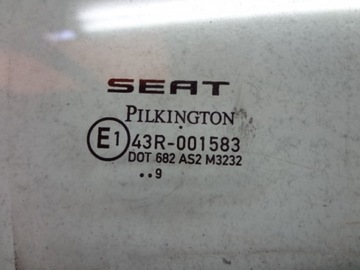 SEAT
PILKINGTON
E1 43R-001583
DOT 682 AS2 M3232
..9